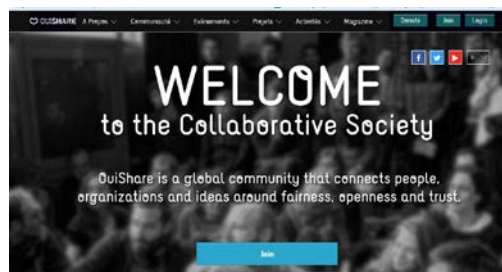 OUISHARE A Propos Communauté Evénements Projets Activités Magazine Donate Join Login
WELCOME
to the Collaborative Society
OuiShare is a global community that connects people,
organizations and ideas around fairness, openness and trust.
Join